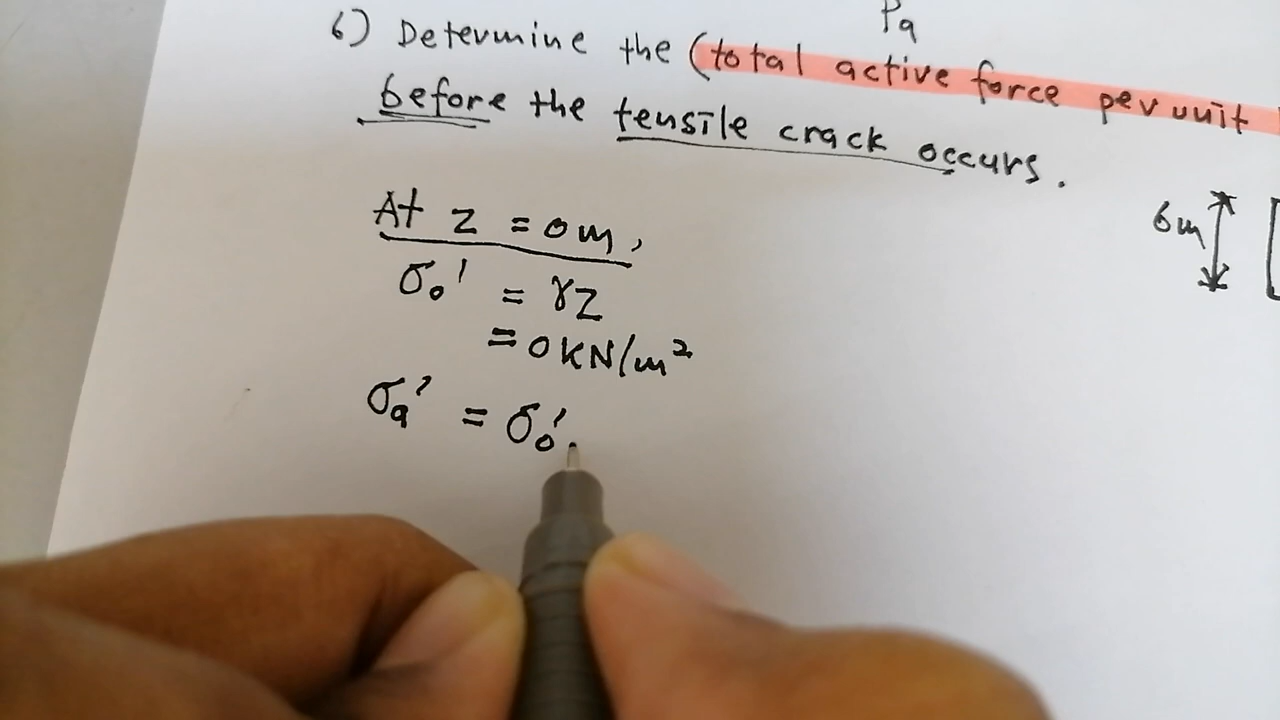 Pa
6) Determine the (total active force per unit
before the tensile crack occurs.
At z = 0m,
σo' = γz
= 0 kN/m²
σa' = σo'
6m